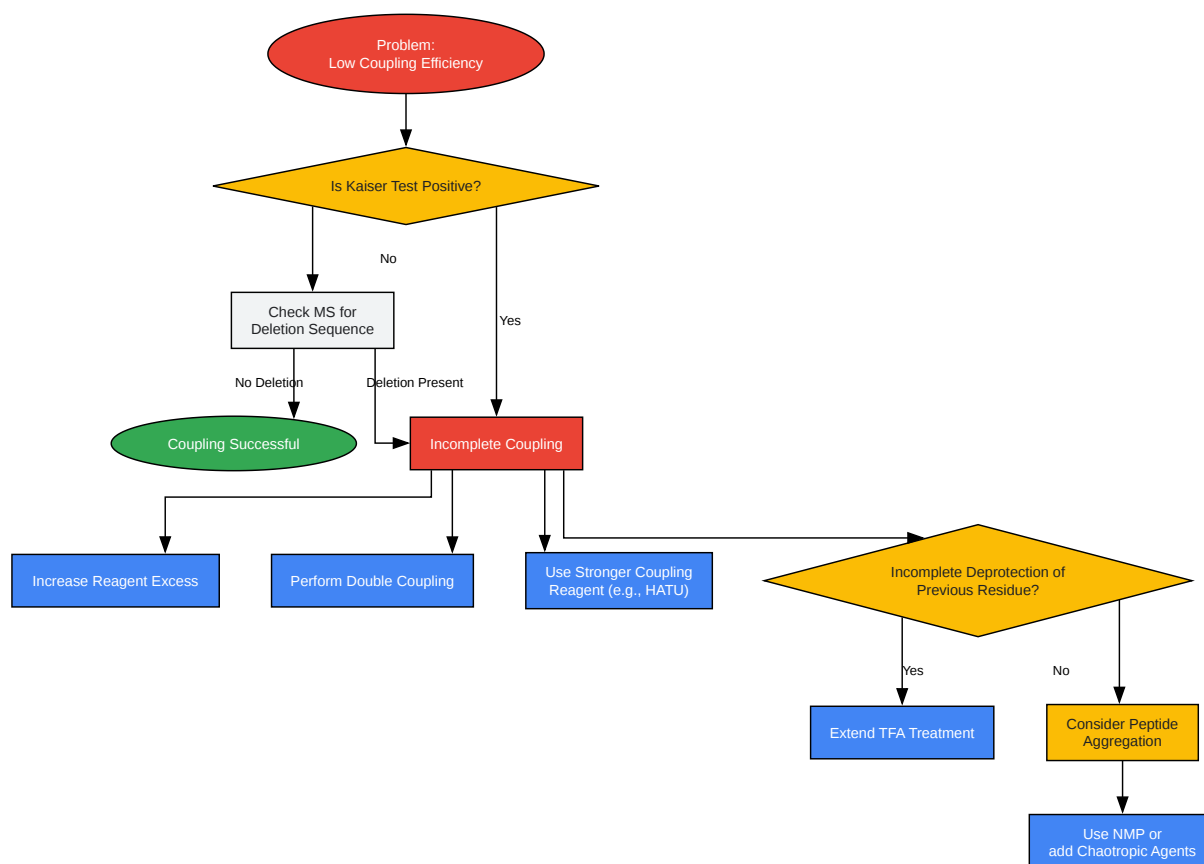 Problem:
Low Coupling Efficiency
Is Kaiser Test Positive?
No
Check MS for
Deletion Sequence
Yes
No Deletion
Deletion Present
Coupling Successful
Incomplete Coupling
Increase Reagent Excess
Perform Double Coupling
Use Stronger Coupling
Reagent (e.g., HATU)
Incomplete Deprotection of
Previous Residue?
Yes
No
Extend TFA Treatment
Consider Peptide
Aggregation
Use NMP or
add Chaotropic Agents